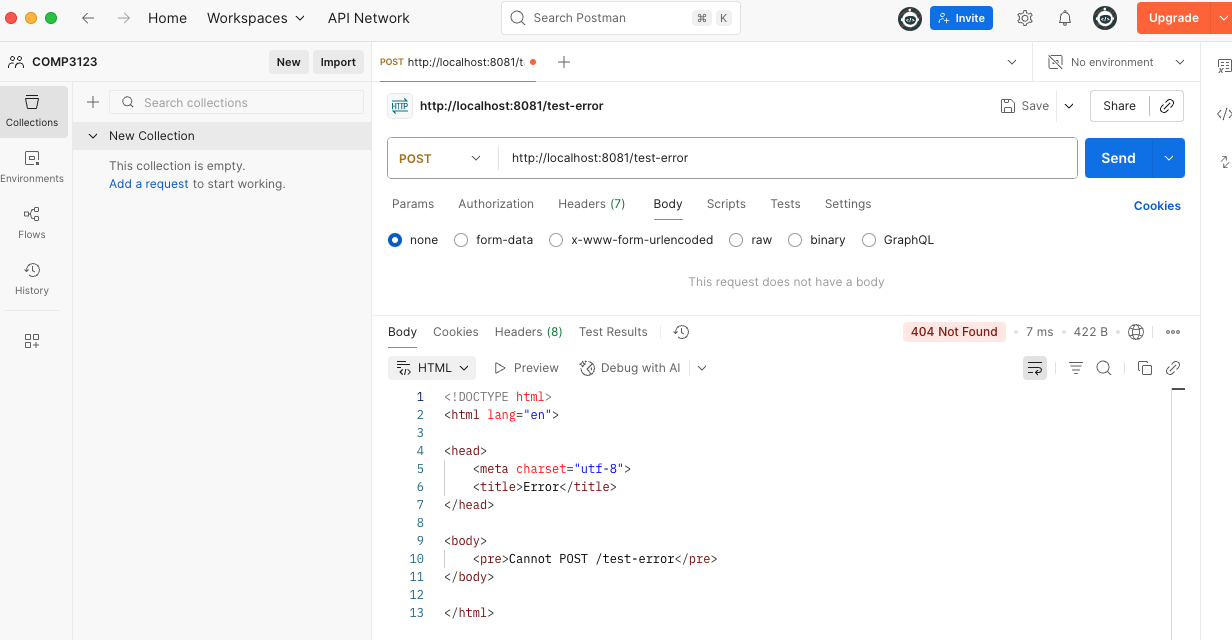 Home Workspaces API Network Search Postman ⌘ K Invite Upgrade
COMP3123 New Import POST http://localhost:8081/t No environment
Collections
Environments
Flows
History
Search collections
New Collection
This collection is empty.
Add a request to start working.
HTTP http://localhost:8081/test-error Save Share
POST http://localhost:8081/test-error Send
Params Authorization Headers (7) Body Scripts Tests Settings Cookies
none form-data x-www-form-urlencoded raw binary GraphQL
This request does not have a body
Body Cookies Headers (8) Test Results 404 Not Found • 7 ms • 422 B
HTML Preview Debug with AI
1 <!DOCTYPE html>
2 <html lang="en">
3
4 <head>
5 <meta charset="utf-8">
6 <title>Error</title>
7 </head>
8
9 <body>
10 <pre>Cannot POST /test-error</pre>
11 </body>
12
13 </html>